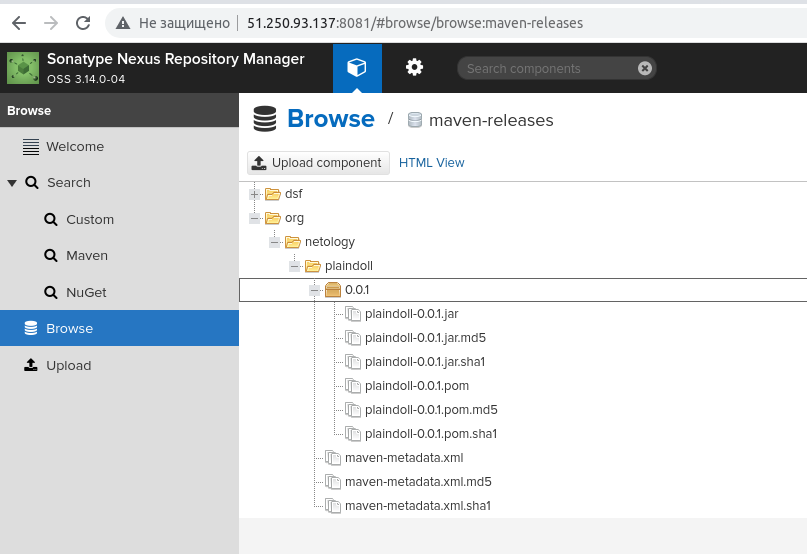 Не защищено 51.250.93.137:8081/#browse/browse:maven-releases
Sonatype Nexus Repository Manager
OSS 3.14.0-04
Search components
Browse
Welcome
Search
Custom
Maven
NuGet
Browse
Upload
Browse / maven-releases
Upload component HTML View
dsf
org
netology
plaindoll
0.0.1
plaindoll-0.0.1.jar
plaindoll-0.0.1.jar.md5
plaindoll-0.0.1.jar.sha1
plaindoll-0.0.1.pom
plaindoll-0.0.1.pom.md5
plaindoll-0.0.1.pom.sha1
maven-metadata.xml
maven-metadata.xml.md5
maven-metadata.xml.sha1